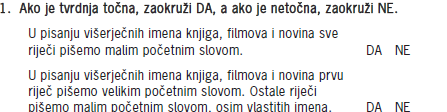 1. Ako je tvrdnja točna, zaokruži DA, a ako je netočna, zaokruži NE.
U pisanju višerječnih imena knjiga, filmova i novina sve
riječi pišemo malim početnim slovom. DA NE
U pisanju višerječnih imena knjiga, filmova i novina prvu
riječ pišemo velikim početnim slovom. Ostale riječi
pišemo malim početnim slovom, osim vlastitih imena. DA NE